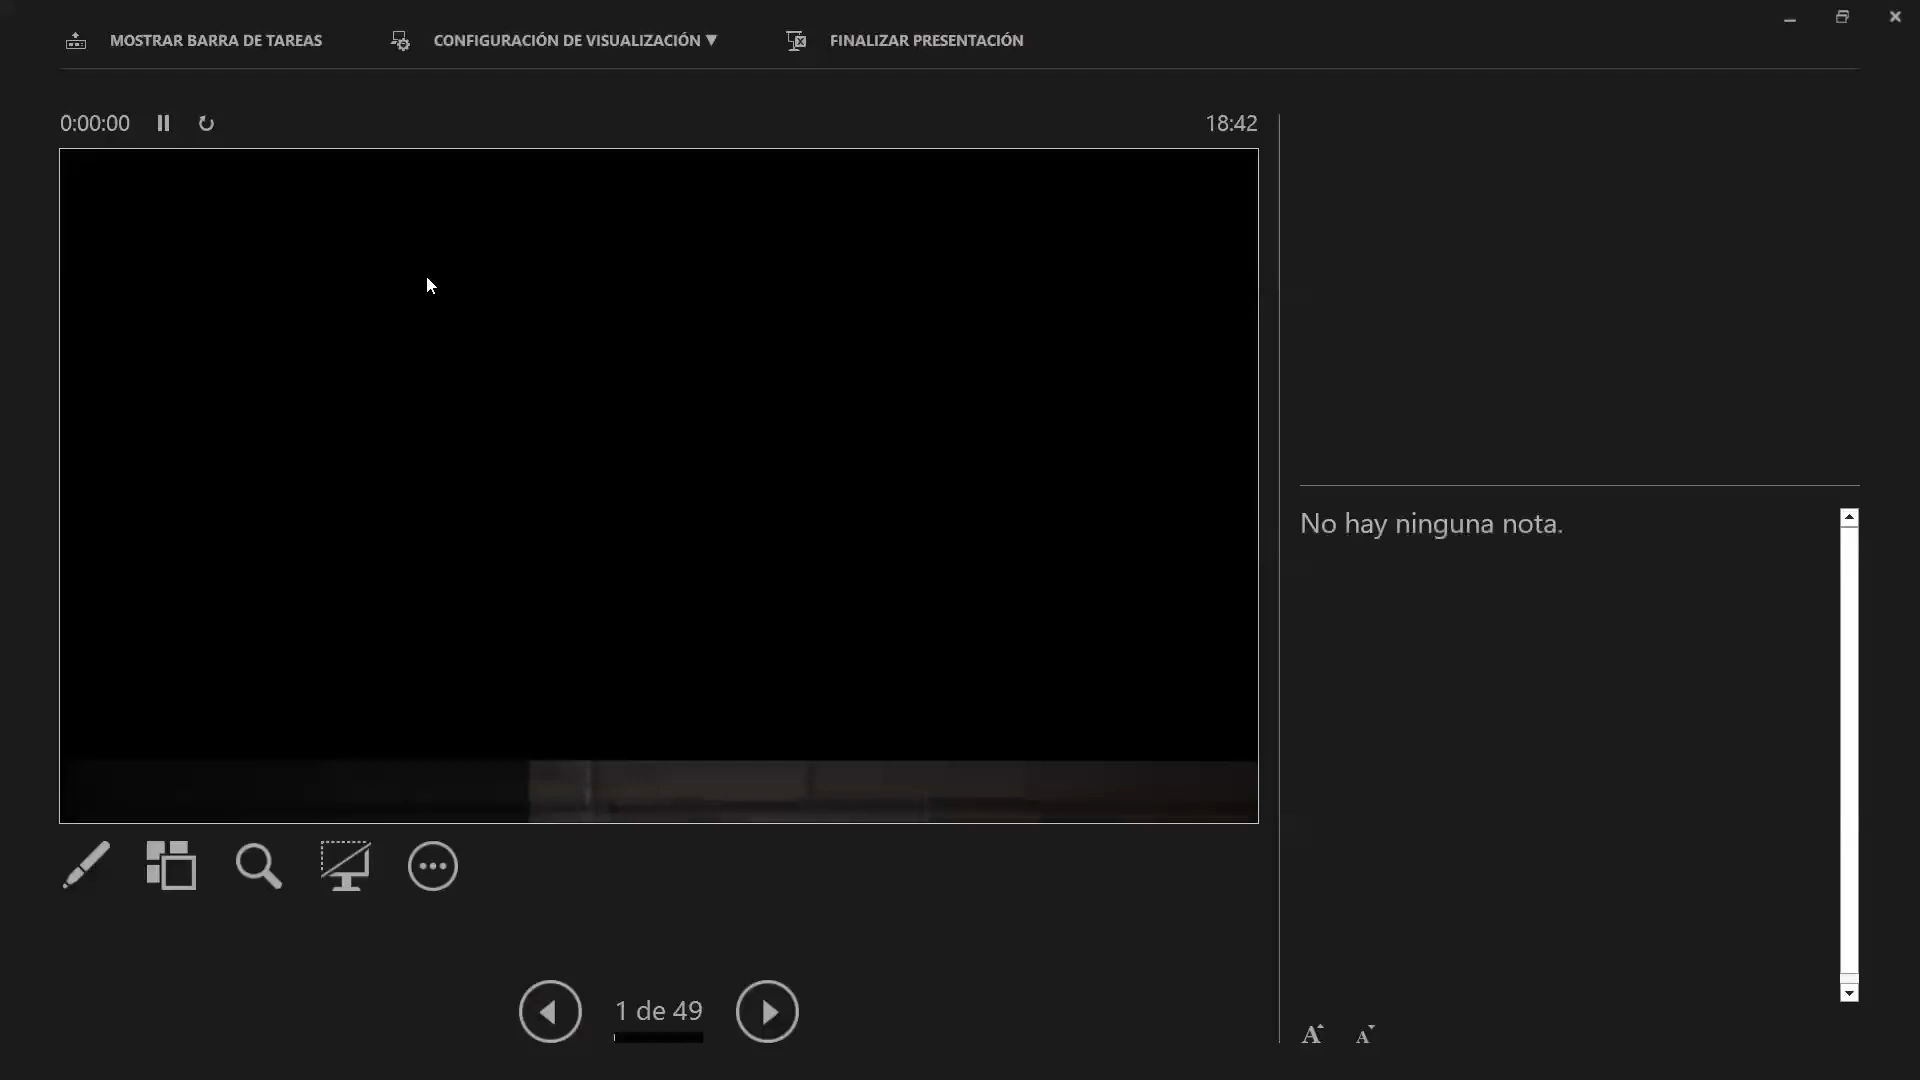 MOSTRAR BARRA DE TAREAS
CONFIGURACIÓN DE VISUALIZACIÓN ▼
FINALIZAR PRESENTACIÓN
0:00:00
18:42
No hay ninguna nota.
1 de 49
A A